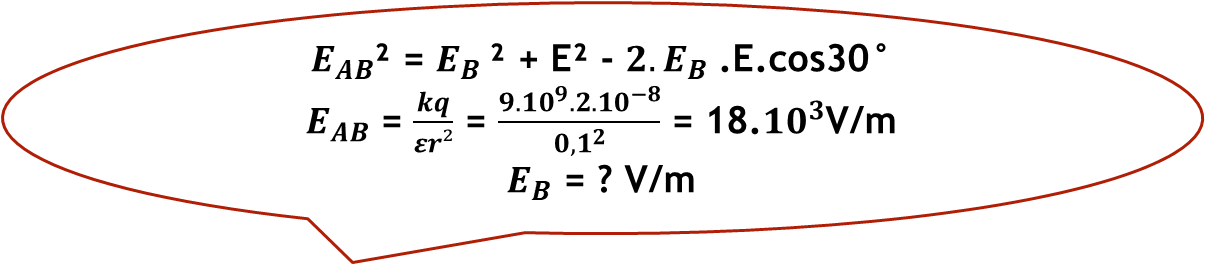 E_AB² = E_B ² + E² - 2. E_B .E.cos30°
E_AB = kq/εr² = 9.10⁹.2.10⁻⁸/0,1² = 18.10³V/m
E_B = ? V/m